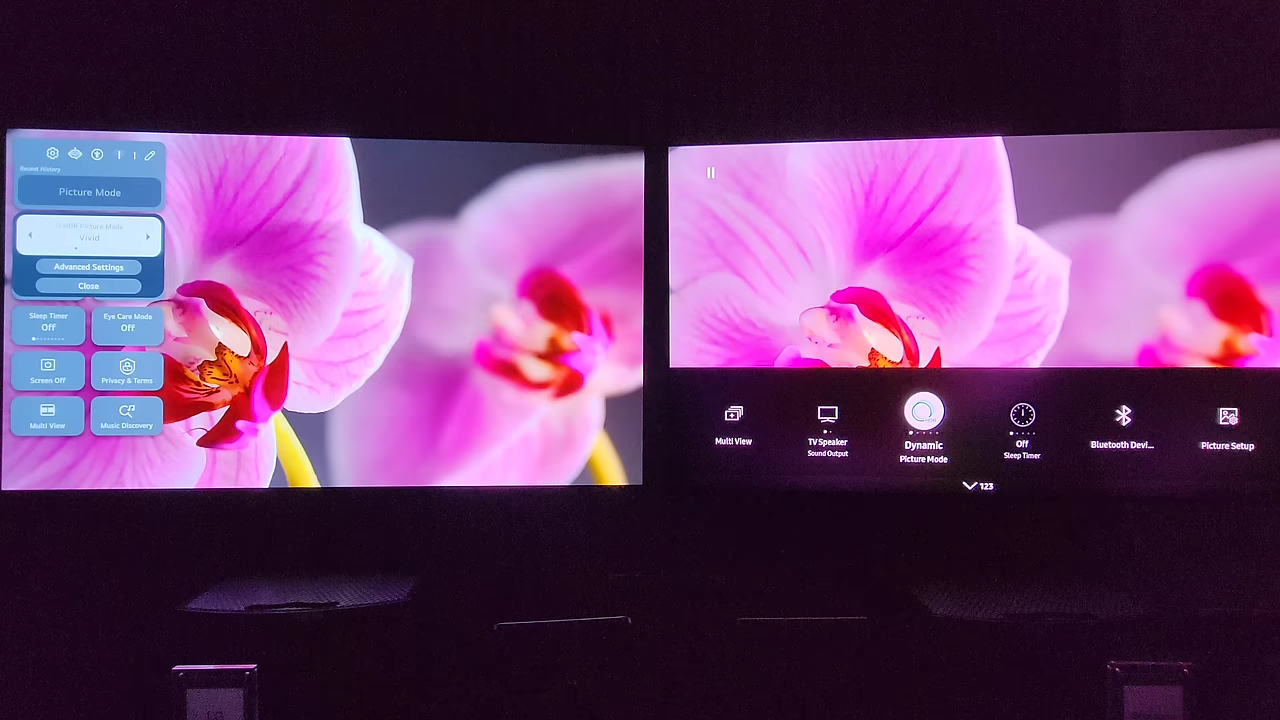 Recent History
Picture Mode
Picture Mode
Vivid
Advanced Settings
Close
Sleep Timer
Off
Eye Care Mode
Off
Screen Off
Privacy & Terms
Multi View
Music Discovery
Multi View
TV Speaker
Sound Output
Dynamic
Picture Mode
Off
Sleep Timer
Bluetooth Devi...
Picture Setup
123